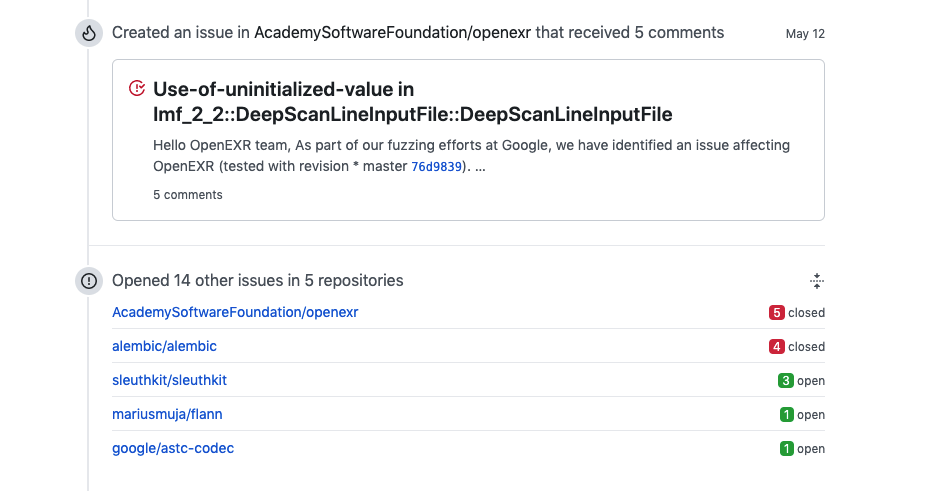 Created an issue in AcademySoftwareFoundation/openexr that received 5 comments May 12
Use-of-uninitialized-value in
Imf_2_2::DeepScanLineInputFile::DeepScanLineInputFile
Hello OpenEXR team, As part of our fuzzing efforts at Google, we have identified an issue affecting
OpenEXR (tested with revision * master 76d9839). ...
5 comments
Opened 14 other issues in 5 repositories
AcademySoftwareFoundation/openexr 5 closed
alembic/alembic 4 closed
sleuthkit/sleuthkit 3 open
mariusmuja/flann 1 open
google/astc-codec 1 open